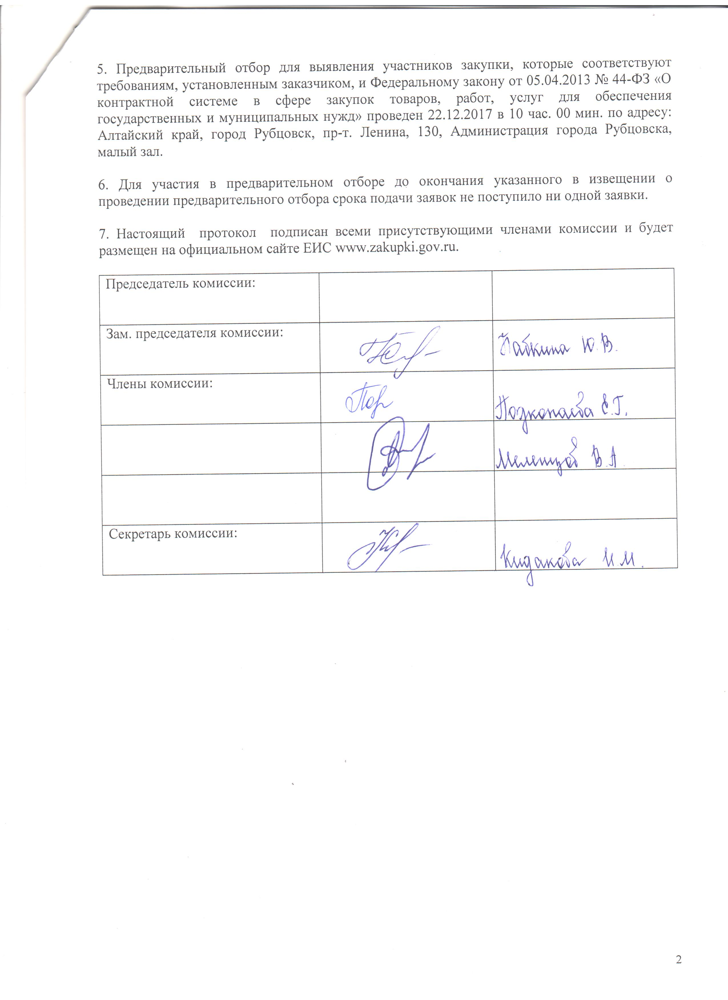 5. Предварительный отбор для выявления участников закупки, которые соответствуют
требованиям, установленным заказчиком, и Федеральному закону от 05.04.2013 № 44-ФЗ «О
контрактной системе в сфере закупок товаров, работ, услуг для обеспечения
государственных и муниципальных нужд» проведен 22.12.2017 в 10 час. 00 мин. по адресу:
Алтайский край, город Рубцовск, пр-т. Ленина, 130, Администрация города Рубцовска,
малый зал.
6. Для участия в предварительном отборе до окончания указанного в извещении о
проведении предварительного отбора срока подачи заявок не поступило ни одной заявки.
7. Настоящий протокол подписан всеми присутствующими членами комиссии и будет
размещен на официальном сайте ЕИС www.zakupki.gov.ru.
Председатель комиссии:
Зам. председателя комиссии: Ю.В.
Члены комиссии: Подкопаева Е.Г.
В.А.
Секретарь комиссии: Кидакова И.М.
2